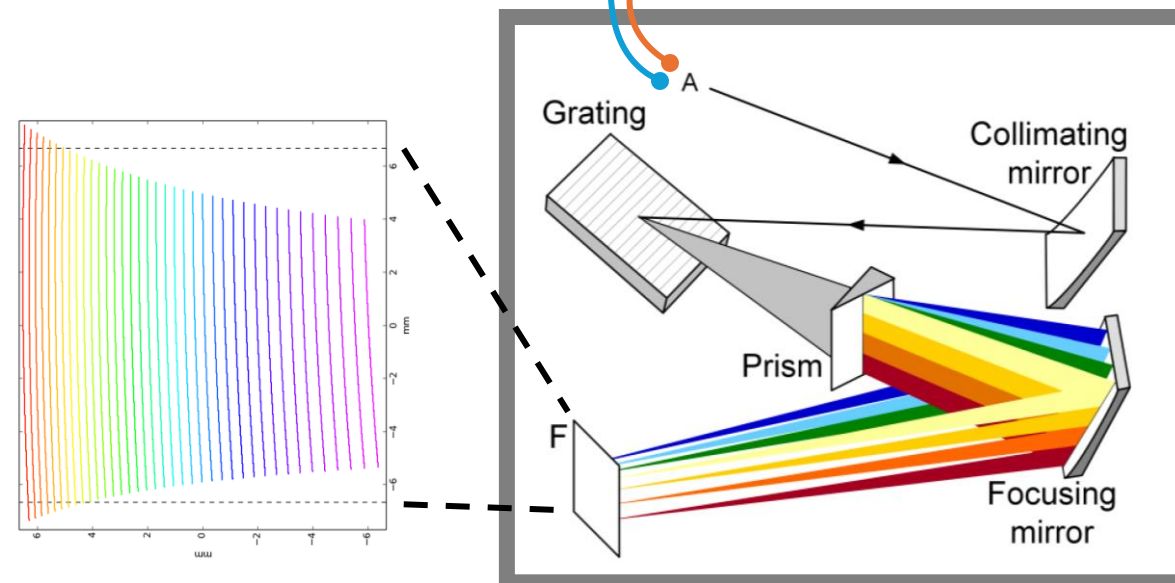 A
Grating
Collimating
mirror
Prism
F
Focusing
mirror
6
4
2
0
mm
−2
−4
−6
6
4
2
0
−2
−4
−6
mm